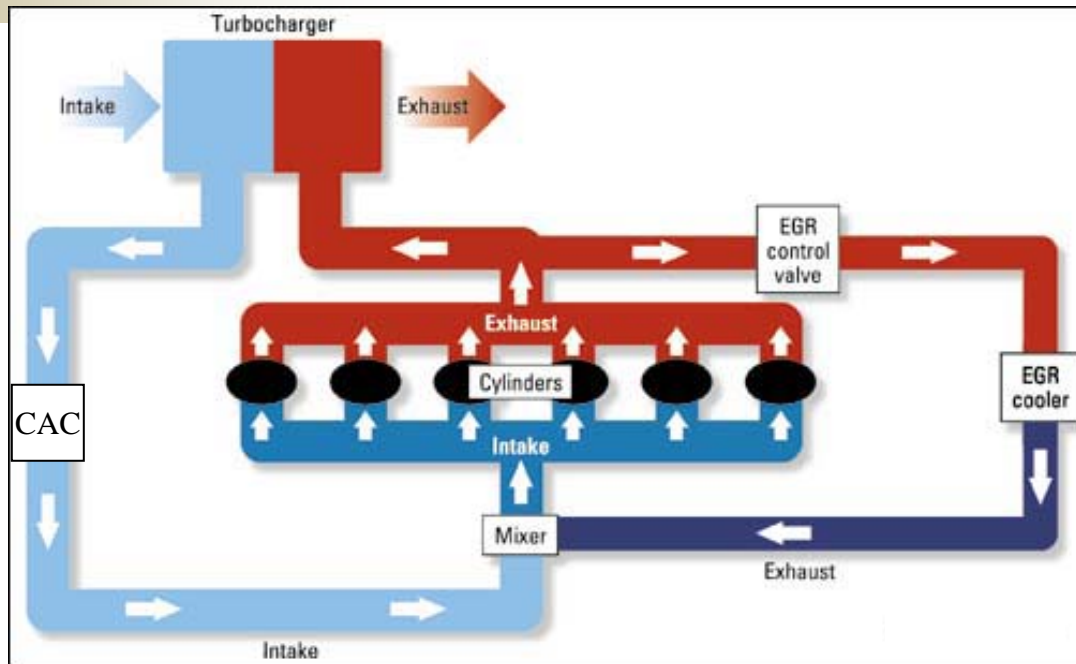 Turbocharger
Intake
Exhaust
EGR
control
valve
Exhaust
Cylinders
EGR
cooler
CAC
Intake
Mixer
Exhaust
Intake